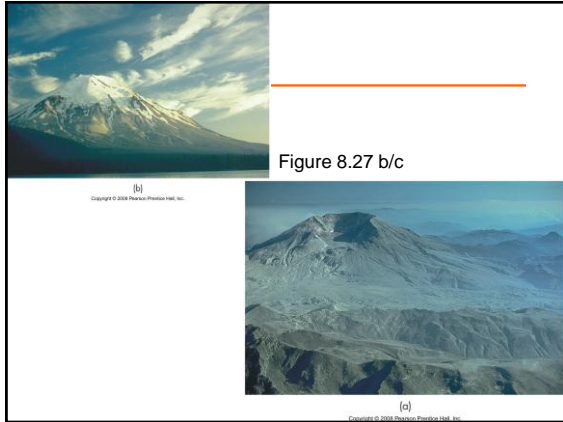 Figure 8.27 b/c
(b)
Copyright © 2008 Pearson Prentice Hall, Inc.
(a)
Copyright © 2008 Pearson Prentice Hall, Inc.